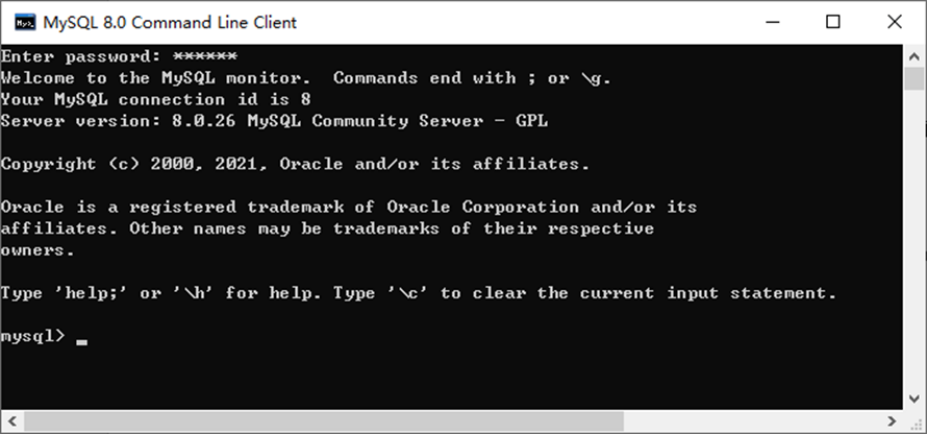 MySQL 8.0 Command Line Client
Enter password: ******
Welcome to the MySQL monitor.  Commands end with ; or \g.
Your MySQL connection id is 8
Server version: 8.0.26 MySQL Community Server - GPL
Copyright (c) 2000, 2021, Oracle and/or its affiliates.
Oracle is a registered trademark of Oracle Corporation and/or its
affiliates. Other names may be trademarks of their respective
owners.
Type 'help;' or '\h' for help. Type '\c' to clear the current input statement.
mysql> _